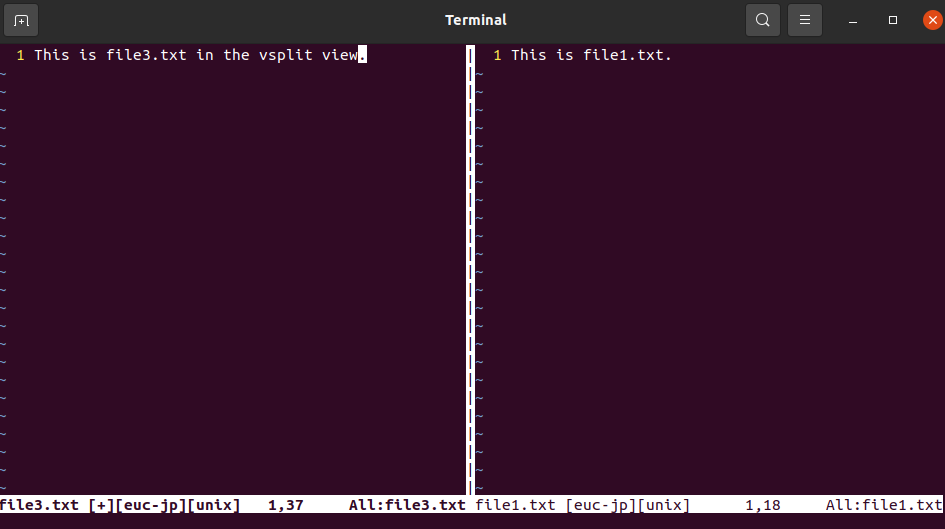 Terminal
1 This is file3.txt in the vsplit view.
1 This is file1.txt.
file3.txt [+][euc-jp][unix] 1,37 All:file3.txt
file1.txt [euc-jp][unix] 1,18 All:file1.txt